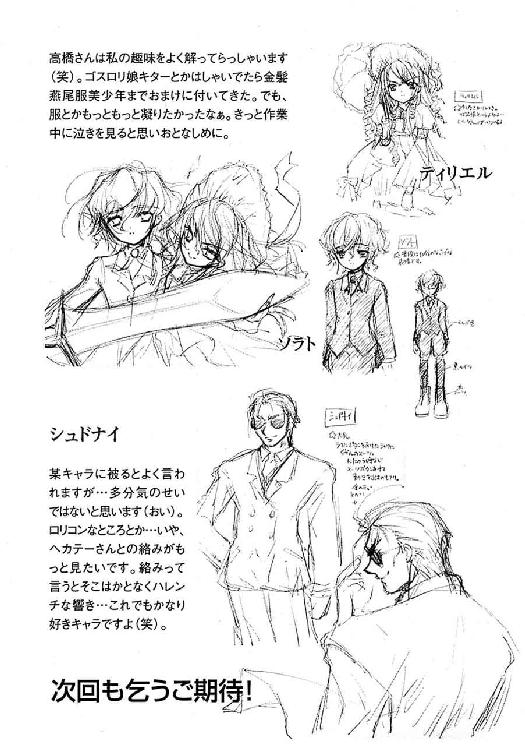 高橋さんは私の趣味をよく解ってらっしゃいます
(笑)。ゴスロリ娘キターとかはしゃいでたら金髪
燕尾服美少年までおまけに付いてきた。でも、
服とかもっともっと凝りたかったなぁ。きっと作業
中に泣きを見ると思いおとなしめに。
ティリエル
ソラト
シュドナイ
某キャラに被るとよく言わ
れますが…多分気のせい
ではないと思います(おい)。
ロリコンなところとか…いや、
ヘカテーさんとの絡みがも
っと見たいです。絡みって
言うとそこはかとなくハレン
チな響き…これでもかなり
好きキャラですよ(笑)。
次回も乞うご期待!